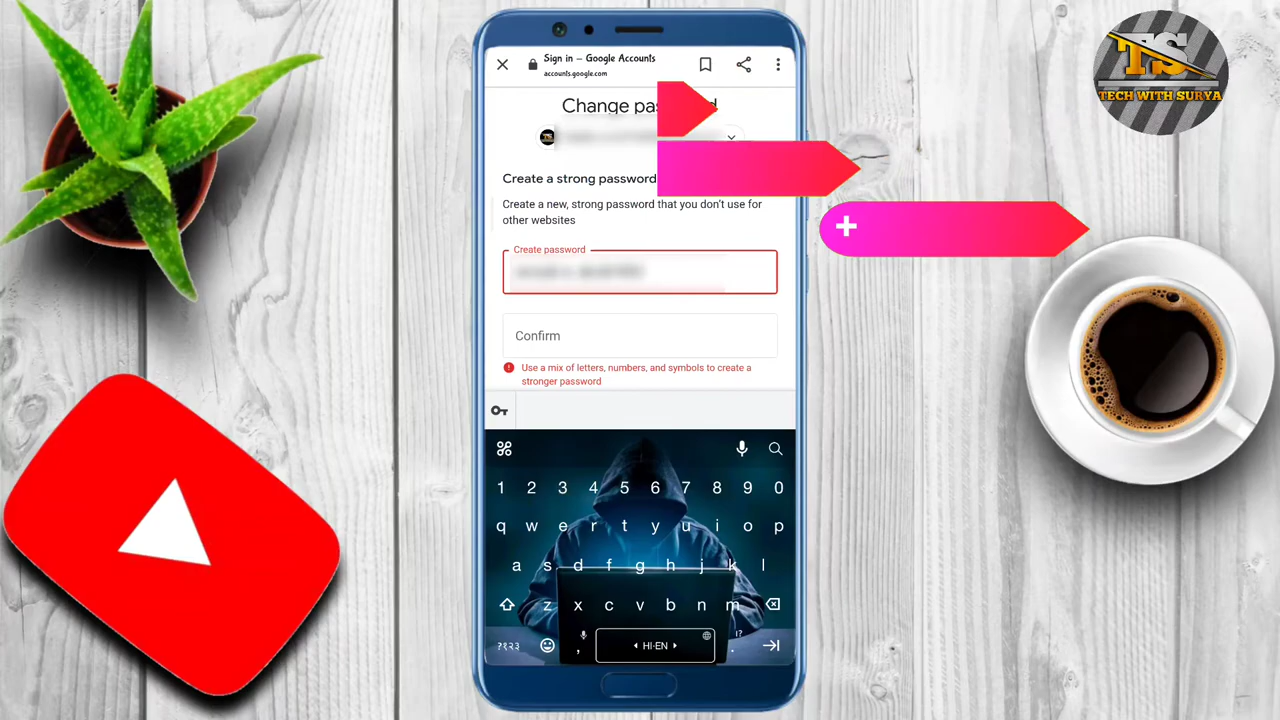 Sign in – Google Accounts
accounts.google.com
Change pas d
Create a strong password
Create a new, strong password that you don't use for
other websites
Create password
Confirm
Use a mix of letters, numbers, and symbols to create a
stronger password
1 2 3 4 5 6 7 8 9 0
q w e r t y u i o p
a s d f g h j k l
z x c v b n m
!?
?१२३ , HI-EN .
TS
TECH WITH SURYA
+